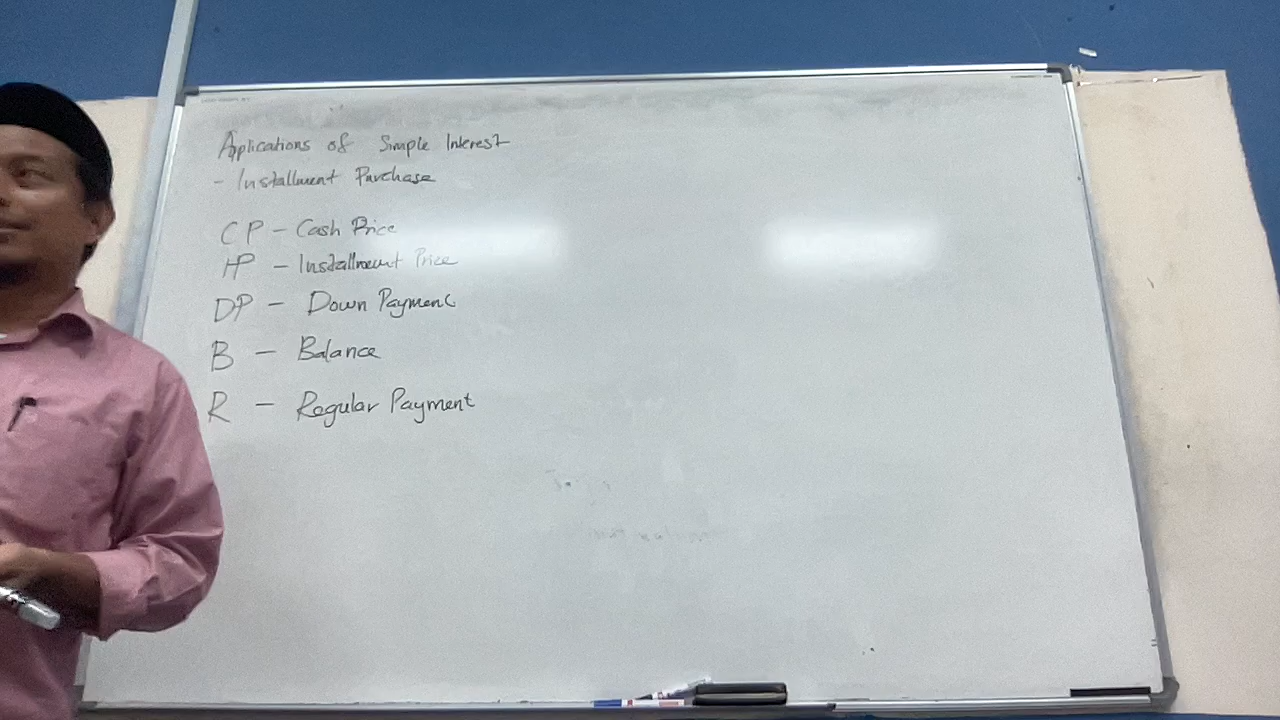 Applications of Simple Interest
- Installment Purchase
CP - Cash Price
IP - Installment Price
DP - Down Payment
B - Balance
R - Regular Payment